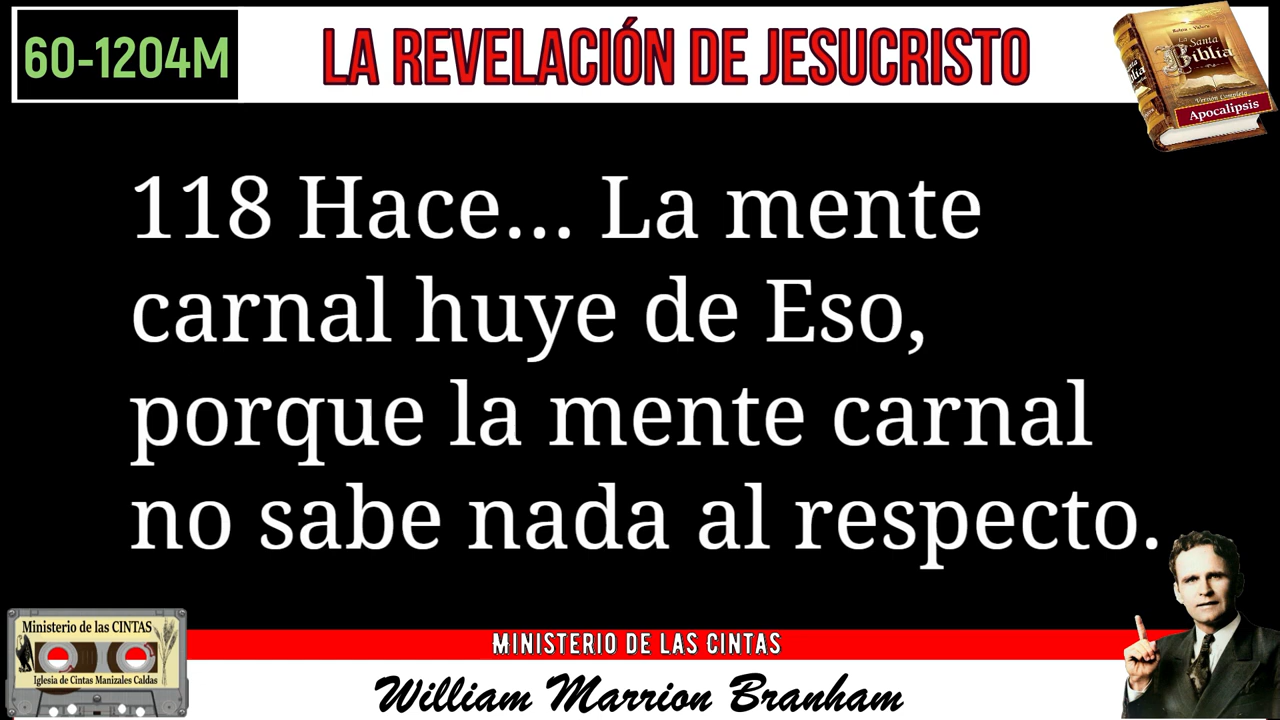 60-1204M
LA REVELACIÓN DE JESUCRISTO
La Santa
Biblia
Versión Completa
Apocalipsis
118 Hace... La mente
carnal huye de Eso,
porque la mente carnal
no sabe nada al respecto.
Ministerio de las CINTAS
Iglesia de Cintas Manizales Caldas
MINISTERIO DE LAS CINTAS
William Marrion Branham